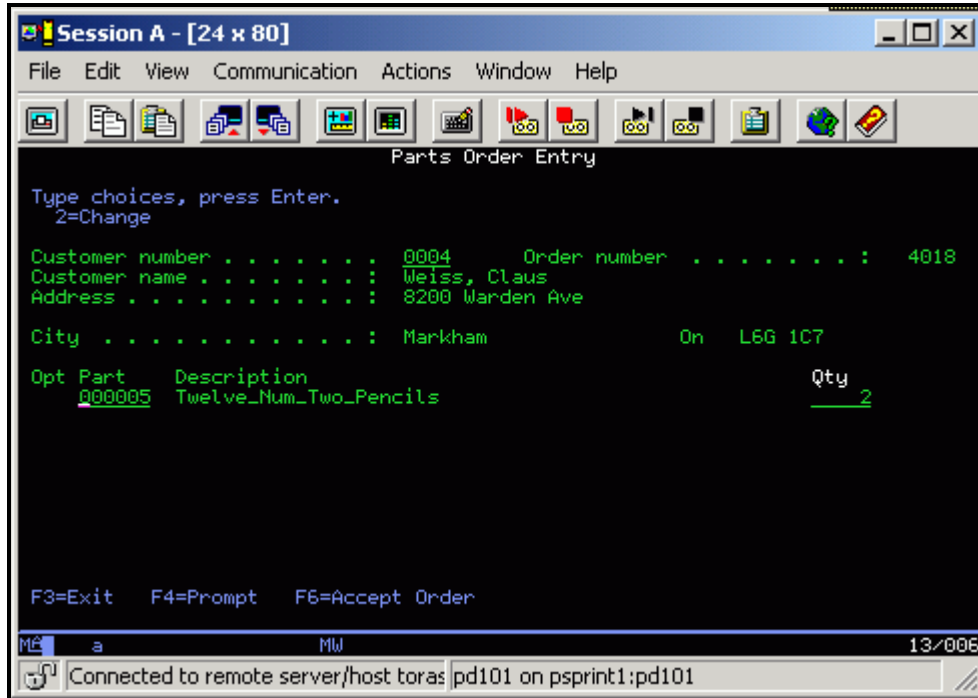 Session A - [24 x 80]
File Edit View Communication Actions Window Help
Parts Order Entry
Type choices, press Enter.
2=Change
Customer number . . . . . . . 0004 Order number . . . . . . . : 4018
Customer name . . . . . . . : Weiss, Claus
Address . . . . . . . . . . : 8200 Warden Ave
City . . . . . . . . . . . : Markham On L6G 1C7
Opt Part Description Qty
000005 Twelve_Num_Two_Pencils 2
F3=Exit F4=Prompt F6=Accept Order
MA a MW 13/006
Connected to remote server/host toras pd101 on psprint1:pd101